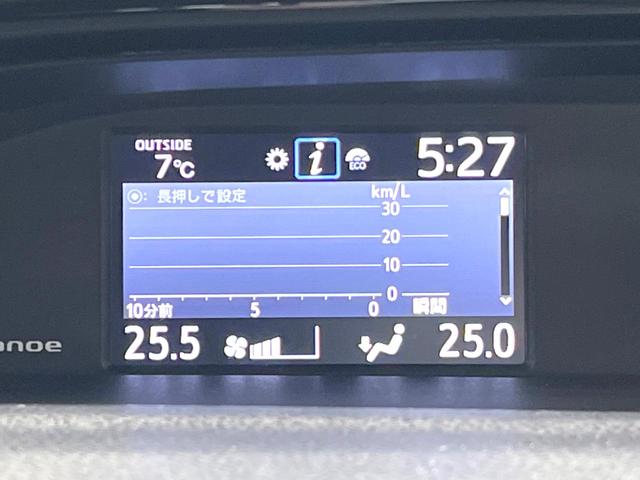 OUTSIDE
7℃
i
ECO
5:27
◉: 長押しで設定
km/L
30
20
10
0
10分前 5 0 瞬間
25.5
25.0
anoe